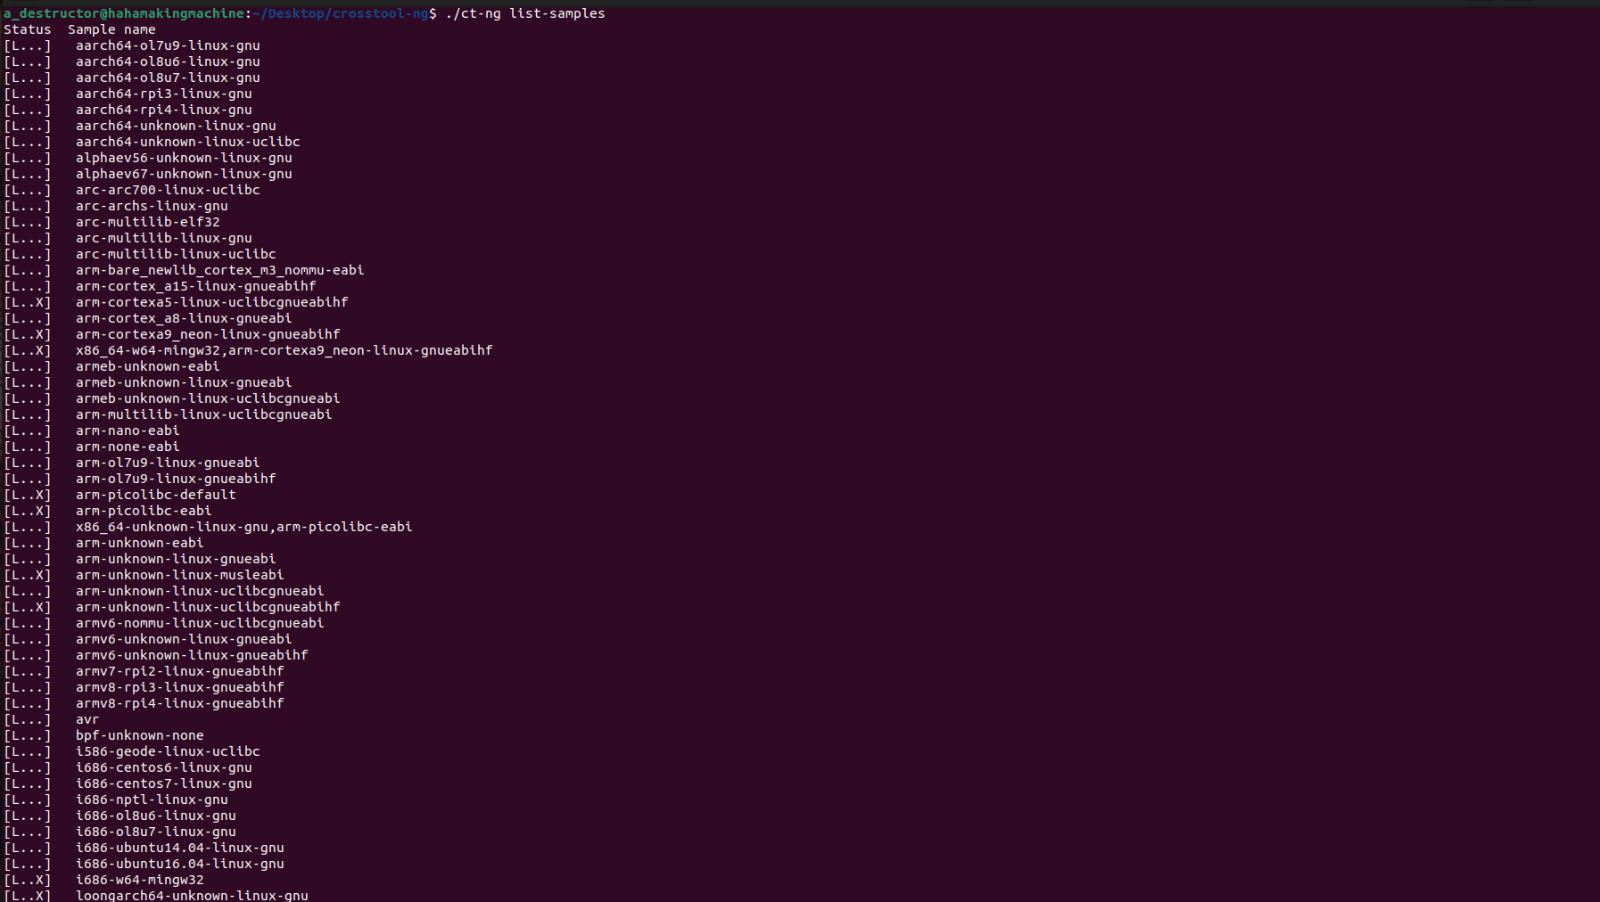 a_destructor@hahamakingmachine:~/Desktop/crosstool-ng$ ./ct-ng list-samples
Status  Sample name
[L...]   aarch64-ol7u9-linux-gnu
[L...]   aarch64-ol8u6-linux-gnu
[L...]   aarch64-ol8u7-linux-gnu
[L...]   aarch64-rpi3-linux-gnu
[L...]   aarch64-rpi4-linux-gnu
[L...]   aarch64-unknown-linux-gnu
[L...]   aarch64-unknown-linux-uclibc
[L...]   alphaev56-unknown-linux-gnu
[L...]   alphaev67-unknown-linux-gnu
[L...]   arc-arc700-linux-uclibc
[L...]   arc-archs-linux-gnu
[L...]   arc-multilib-elf32
[L...]   arc-multilib-linux-gnu
[L...]   arc-multilib-linux-uclibc
[L...]   arm-bare_newlib_cortex_m3_nommu-eabi
[L...]   arm-cortex_a15-linux-gnueabihf
[L..X]   arm-cortexa5-linux-uclibcgnueabihf
[L...]   arm-cortex_a8-linux-gnueabi
[L..X]   arm-cortexa9_neon-linux-gnueabihf
[L..X]   x86_64-w64-mingw32,arm-cortexa9_neon-linux-gnueabihf
[L...]   armeb-unknown-eabi
[L...]   armeb-unknown-linux-gnueabi
[L...]   armeb-unknown-linux-uclibcgnueabi
[L...]   arm-multilib-linux-uclibcgnueabi
[L...]   arm-nano-eabi
[L...]   arm-none-eabi
[L...]   arm-ol7u9-linux-gnueabi
[L...]   arm-ol7u9-linux-gnueabihf
[L..X]   arm-picolibc-default
[L..X]   arm-picolibc-eabi
[L...]   x86_64-unknown-linux-gnu,arm-picolibc-eabi
[L...]   arm-unknown-eabi
[L...]   arm-unknown-linux-gnueabi
[L..X]   arm-unknown-linux-musleabi
[L...]   arm-unknown-linux-uclibcgnueabi
[L..X]   arm-unknown-linux-uclibcgnueabihf
[L...]   armv6-nommu-linux-uclibcgnueabi
[L...]   armv6-unknown-linux-gnueabi
[L...]   armv6-unknown-linux-gnueabihf
[L...]   armv7-rpi2-linux-gnueabihf
[L...]   armv8-rpi3-linux-gnueabihf
[L...]   armv8-rpi4-linux-gnueabihf
[L...]   avr
[L...]   bpf-unknown-none
[L...]   i586-geode-linux-uclibc
[L...]   i686-centos6-linux-gnu
[L...]   i686-centos7-linux-gnu
[L...]   i686-nptl-linux-gnu
[L...]   i686-ol8u6-linux-gnu
[L...]   i686-ol8u7-linux-gnu
[L...]   i686-ubuntu14.04-linux-gnu
[L...]   i686-ubuntu16.04-linux-gnu
[L..X]   i686-w64-mingw32
[L..X]   loongarch64-unknown-linux-gnu